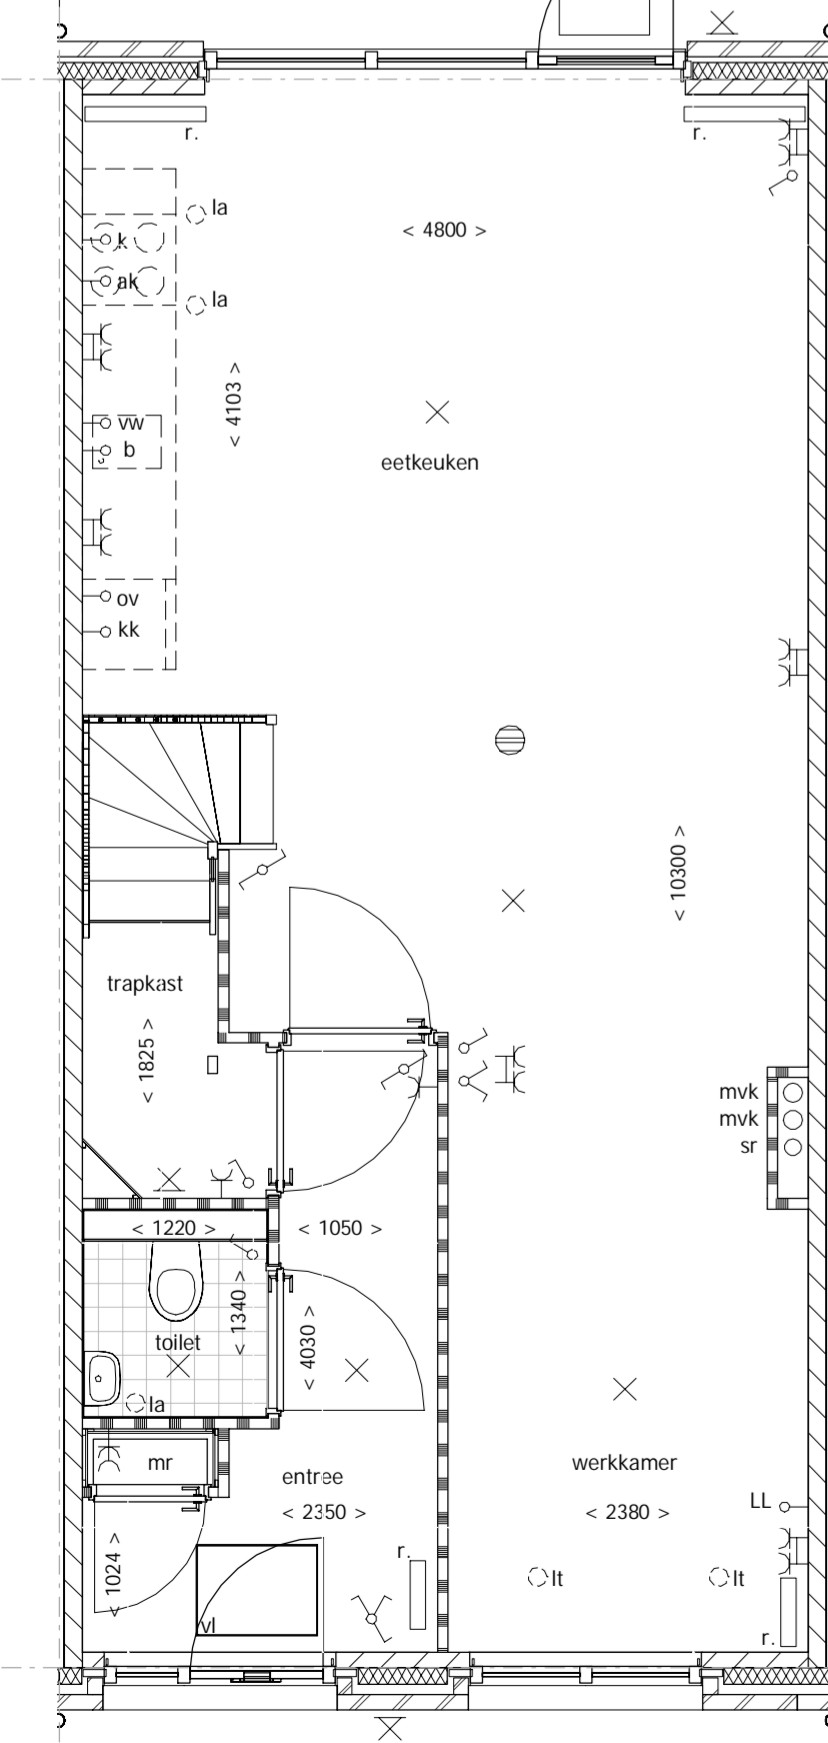 r.
r.
la
< 4800 >
k
ak
la
< 4103 >
vw
b
eetkeuken
ov
kk
< 10300 >
trapkast
< 1825 >
mvk
mvk
sr
< 1220 >
< 1050 >
< 1340 >
< 4030 >
toilet
la
mr
entree
werkkamer
< 2350 >
< 2380 >
LL
< 1024 >
r.
lt
lt
vl
r.